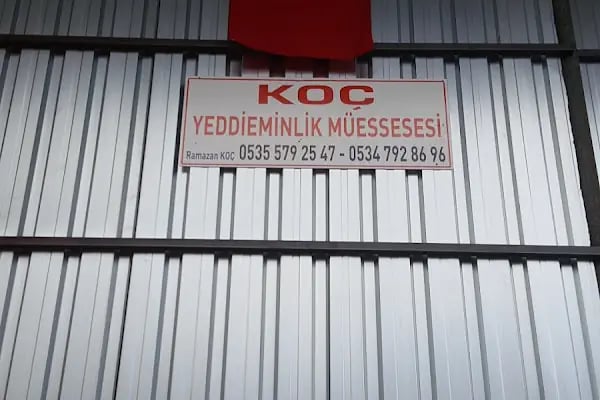 KOÇ
YEDDİEMİNLİK MÜESSESESİ
Ramazan KOÇ 0535 579 25 47 - 0534 792 86 96